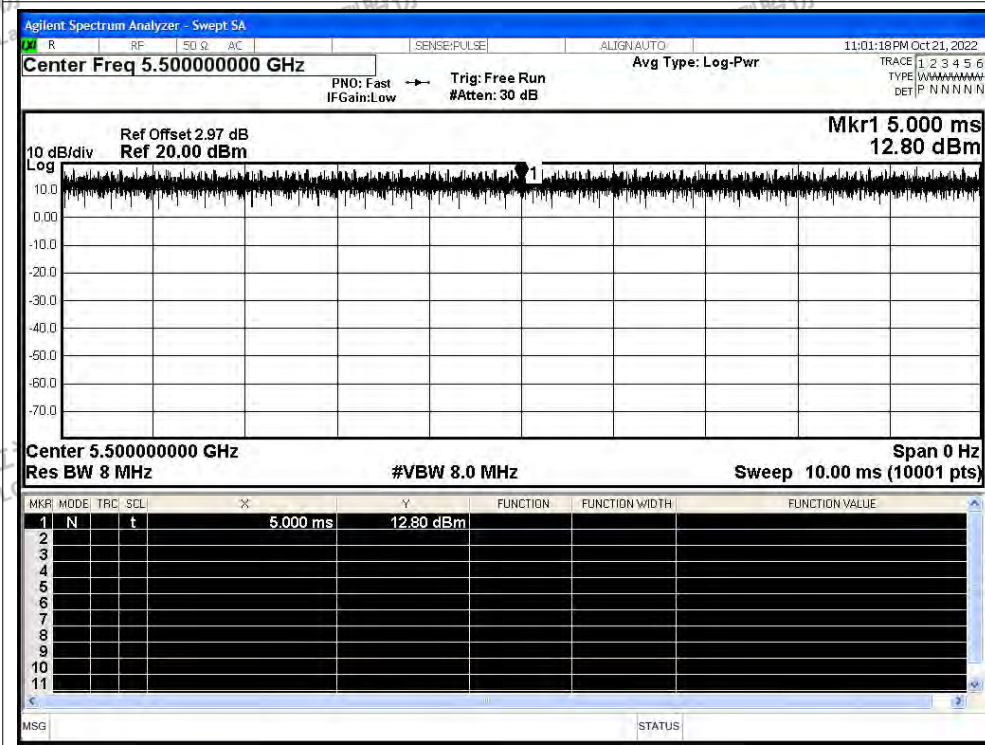 Agilent Spectrum Analyzer - Swept SA
LXI R RF 50 Ω AC SENSE:PULSE ALIGN AUTO 11:01:18 PM Oct 21, 2022
Center Freq 5.500000000 GHz Avg Type: Log-Pwr TRACE 1 2 3 4 5 6
PNO: Fast Trig: Free Run TYPE
IFGain:Low #Atten: 30 dB DET P N N N N N
Mkr1 5.000 ms
Ref Offset 2.97 dB
10 dB/div Ref 20.00 dBm 12.80 dBm
Log
1
10.0
0.00
-10.0
-20.0
-30.0
-40.0
-50.0
-60.0
-70.0
Center 5.500000000 GHz Span 0 Hz
Res BW 8 MHz #VBW 8.0 MHz Sweep 10.00 ms (10001 pts)
MKR MODE TRC SCL X Y FUNCTION FUNCTION WIDTH FUNCTION VALUE
1 N t 5.000 ms 12.80 dBm
2
3
4
5
6
7
8
9
10
11
MSG STATUS